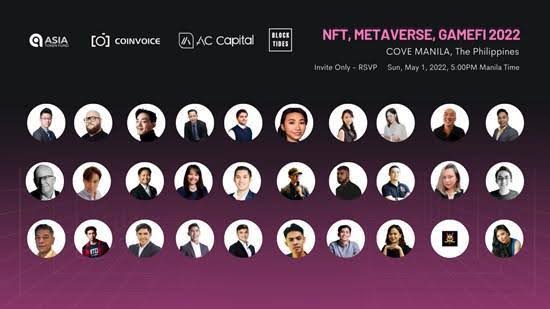 ASIA
TOKEN FUND
COINVOICE
AC Capital
BLOCK
TIDES
NFT, METAVERSE, GAMEFI 2022
COVE MANILA, The Philippines
Invite Only - RSVP Sun, May 1, 2022, 5:00PM Manila Time